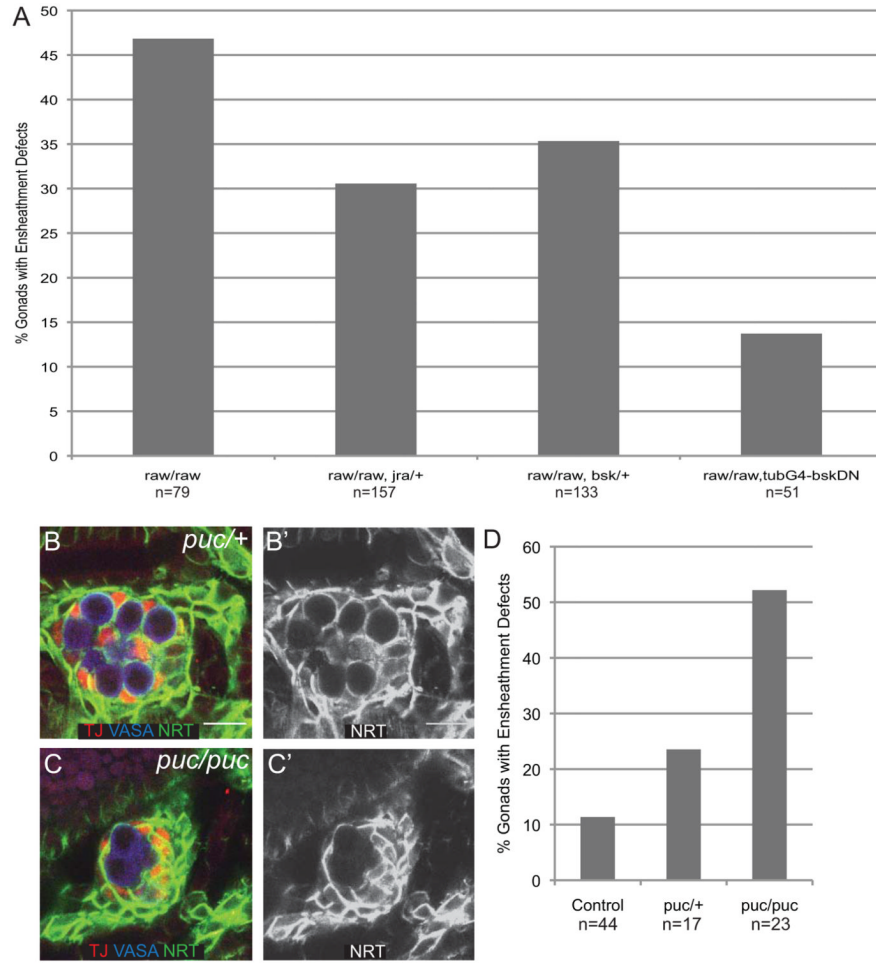 A
% Gonads with Ensheathment Defects
50
45
40
35
30
25
20
15
10
5
0
raw/raw
n=79
raw/raw, jra/+
n=157
raw/raw, bsk/+
n=133
raw/raw,tubG4-bskDN
n=51
B
puc/+
TJ VASA NRT
B'
NRT
C
puc/puc
TJ VASA NRT
C'
NRT
D
% Gonads with Ensheathment Defects
60
50
40
30
20
10
0
Control
n=44
puc/+
n=17
puc/puc
n=23